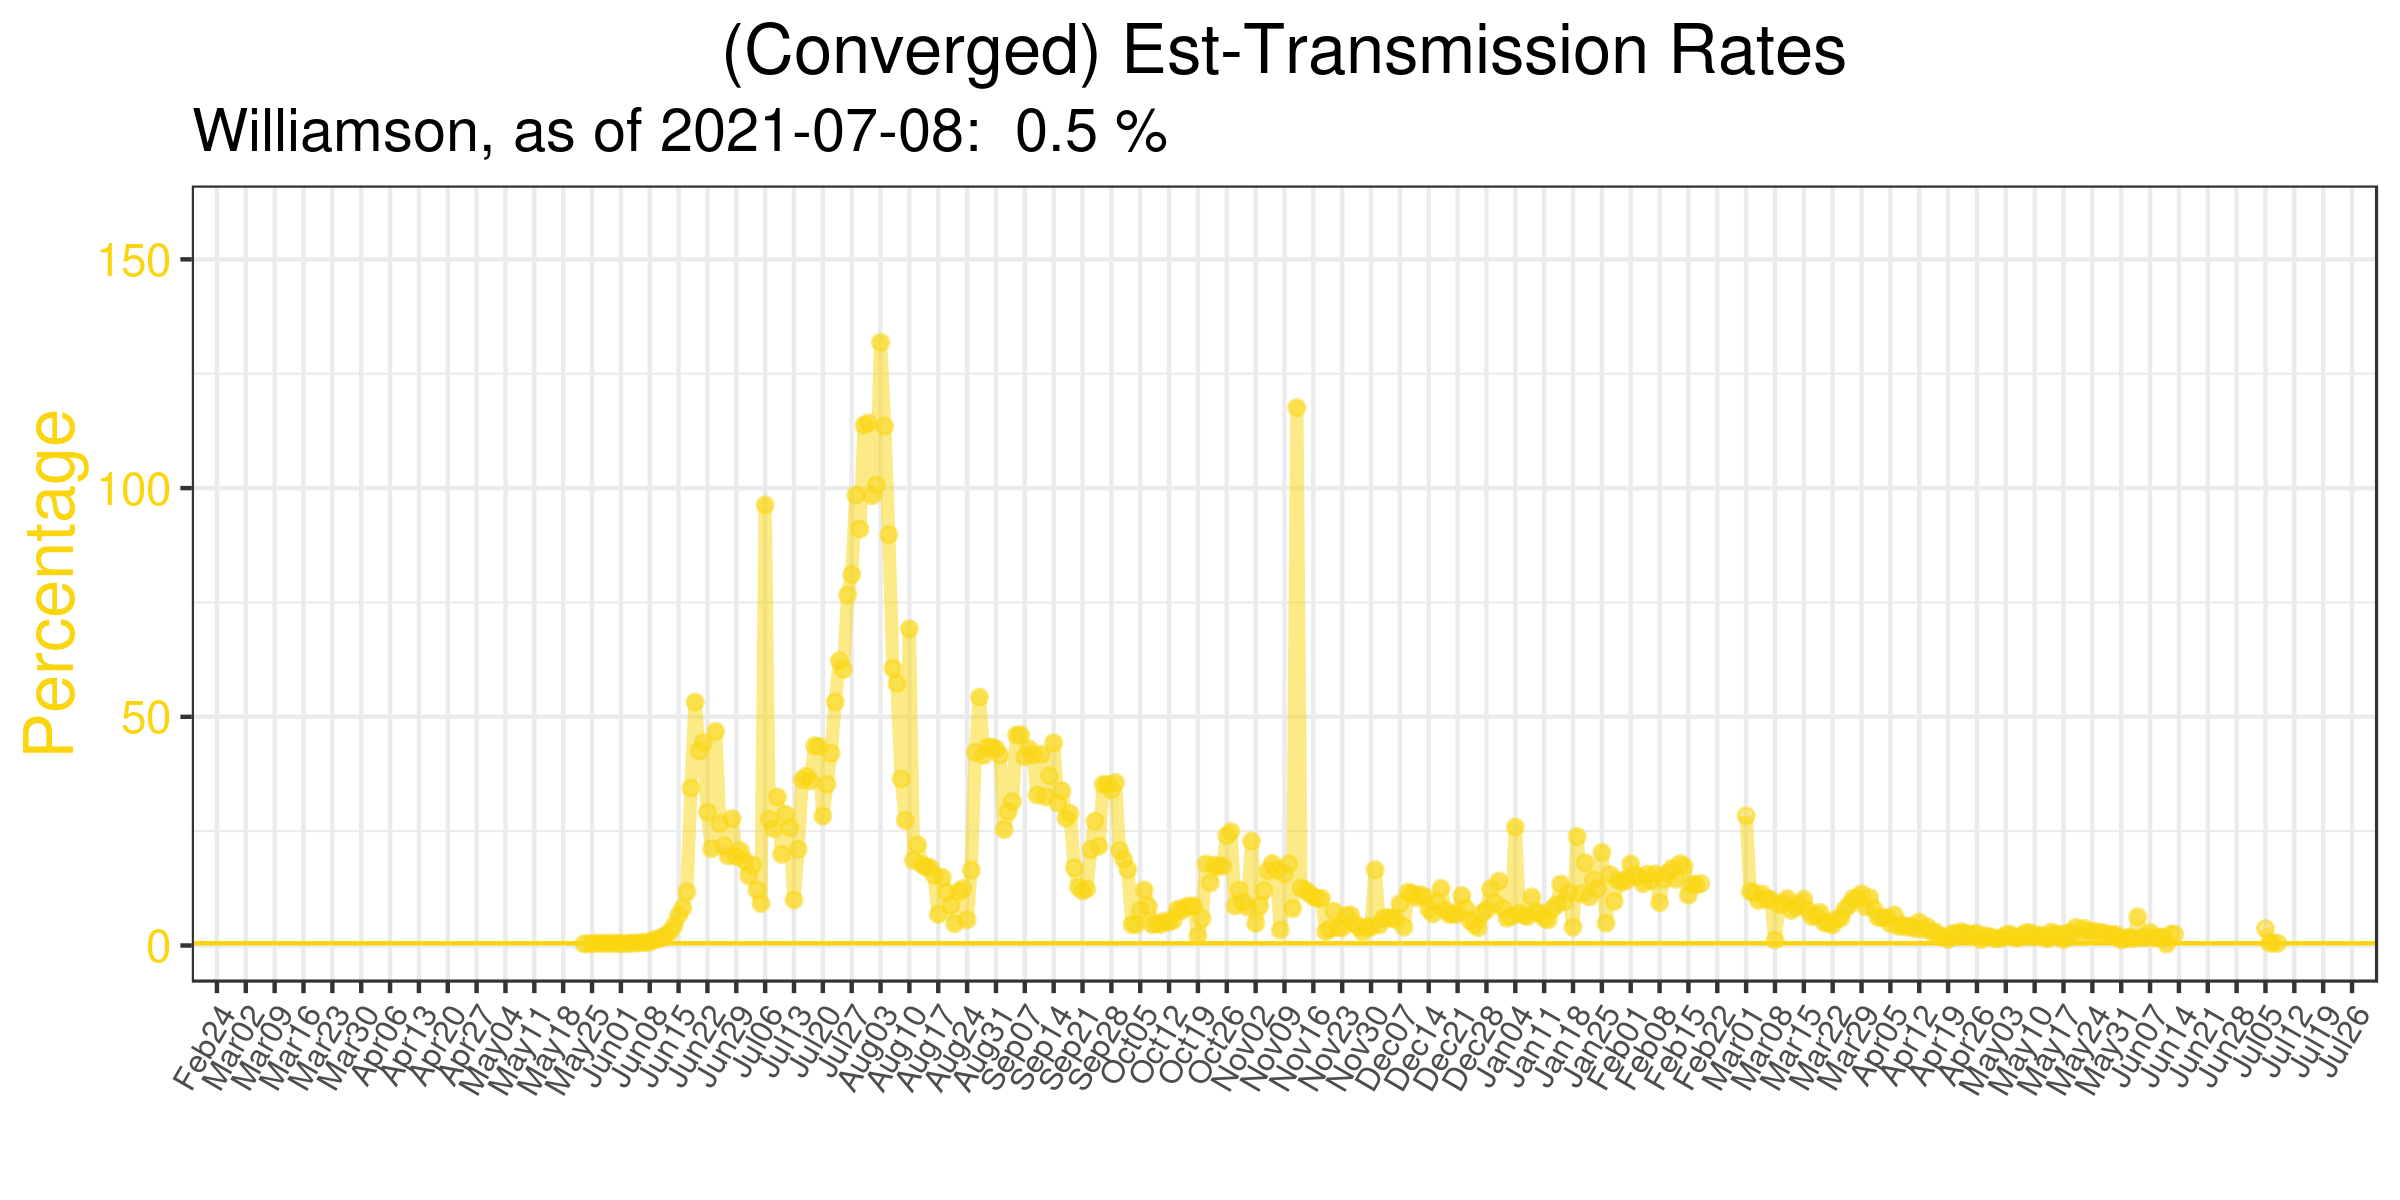 (Converged) Est-Transmission Rates
Williamson, as of 2021-07-08:  0.5 %
Percentage
150
100
50
0
Feb24
Mar02
Mar09
Mar16
Mar23
Mar30
Apr06
Apr13
Apr20
Apr27
May04
May11
May18
May25
Jun01
Jun08
Jun15
Jun22
Jun29
Jul06
Jul13
Jul20
Jul27
Aug03
Aug10
Aug17
Aug24
Aug31
Sep07
Sep14
Sep21
Sep28
Oct05
Oct12
Oct19
Oct26
Nov02
Nov09
Nov16
Nov23
Nov30
Dec07
Dec14
Dec21
Dec28
Jan04
Jan11
Jan18
Jan25
Feb01
Feb08
Feb15
Feb22
Mar01
Mar08
Mar15
Mar22
Mar29
Apr05
Apr12
Apr19
Apr26
May03
May10
May17
May24
May31
Jun07
Jun14
Jun21
Jun28
Jul05
Jul12
Jul19
Jul26